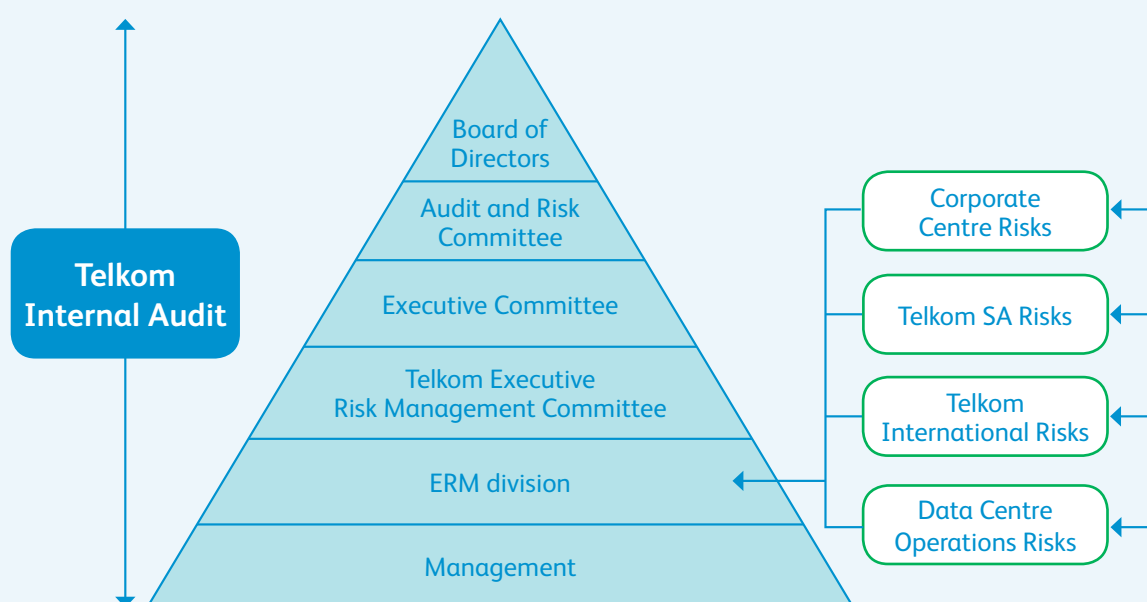 Board of
Directors
Audit and Risk
Committee
Executive Committee
Telkom Executive
Risk Management Committee
ERM division
Management
Telkom
Internal Audit
Corporate
Centre Risks
Telkom SA Risks
Telkom
International Risks
Data Centre
Operations Risks